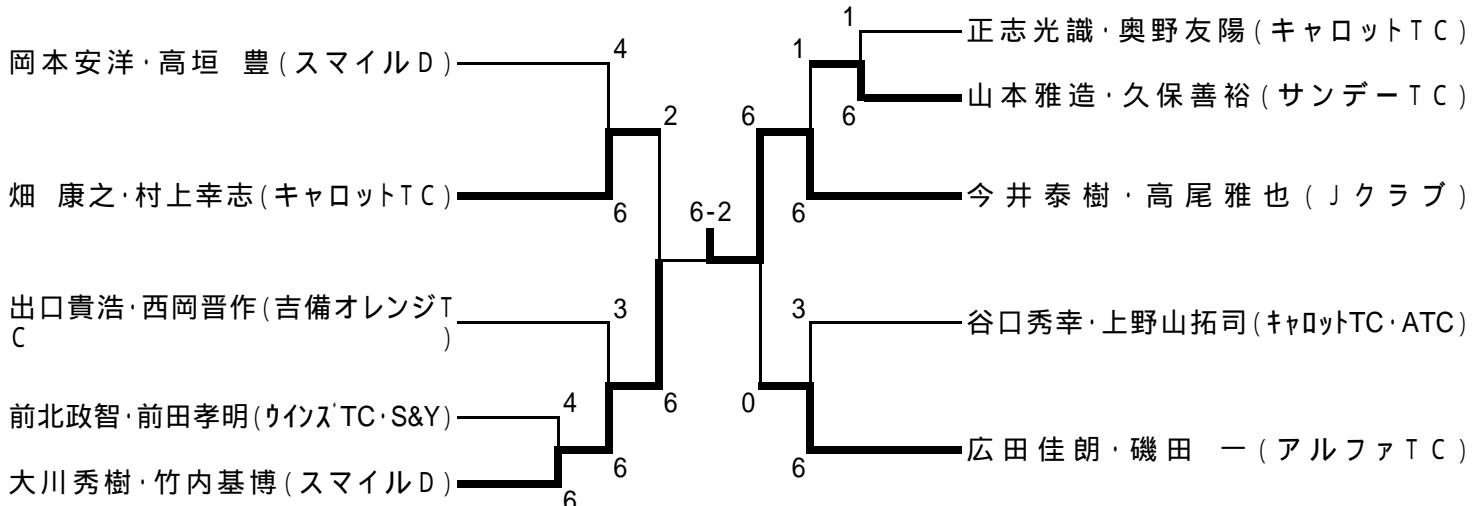 岡本安洋・高垣 豊(スマイルD)
4
畑 康之・村上幸志(キャロットTC)
6
2
出口貴浩・西岡晋作(吉備オレンジT
C )
3
前北政智・前田孝明(ウインズTC・S&Y)
4
大川秀樹・竹内基博(スマイルD)
6
6
6
6-2
1
正志光識・奥野友陽(キャロットTC)
1
山本雅造・久保善裕(サンデーTC)
6
6
今井泰樹・高尾雅也(Jクラブ)
6
3
谷口秀幸・上野山拓司(キャロットTC・ATC)
0
広田佳朗・磯田 一(アルファTC)
6